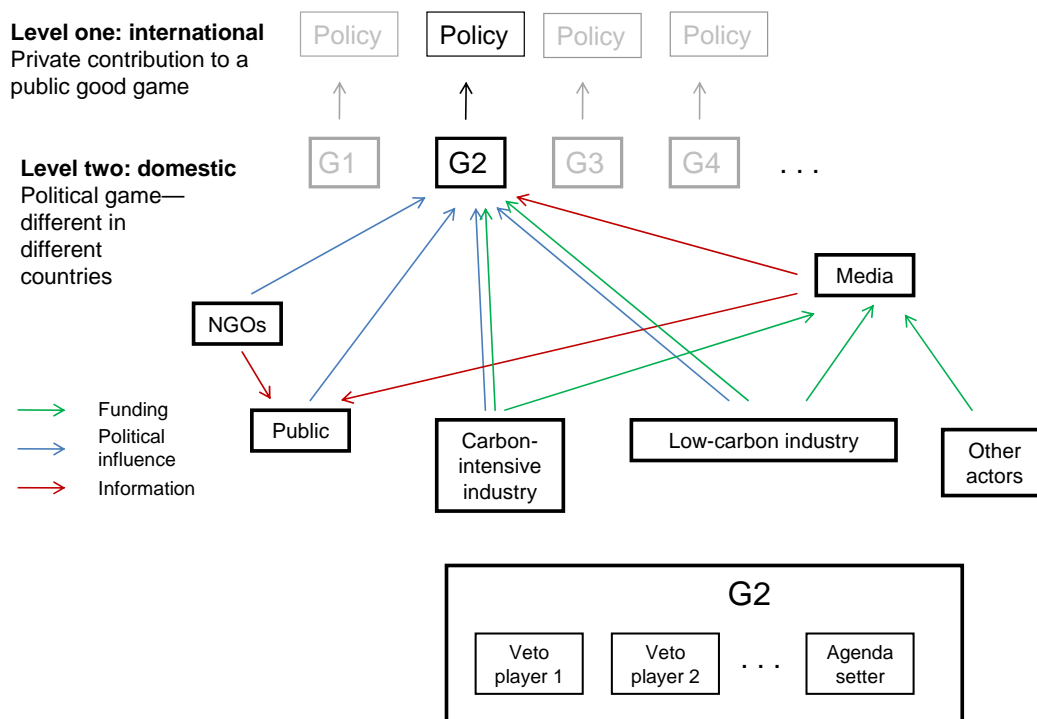 Level one: international
Private contribution to a
public good game
Policy
Policy
Policy
Policy
Level two: domestic
Political game—
different in
different
countries
G1
G2
G3
G4
. . .
Media
NGOs
Public
Carbon-
intensive
industry
Low-carbon industry
Other
actors
Funding
Political
influence
Information
G2
Veto
player 1
Veto
player 2
. . .
Agenda
setter